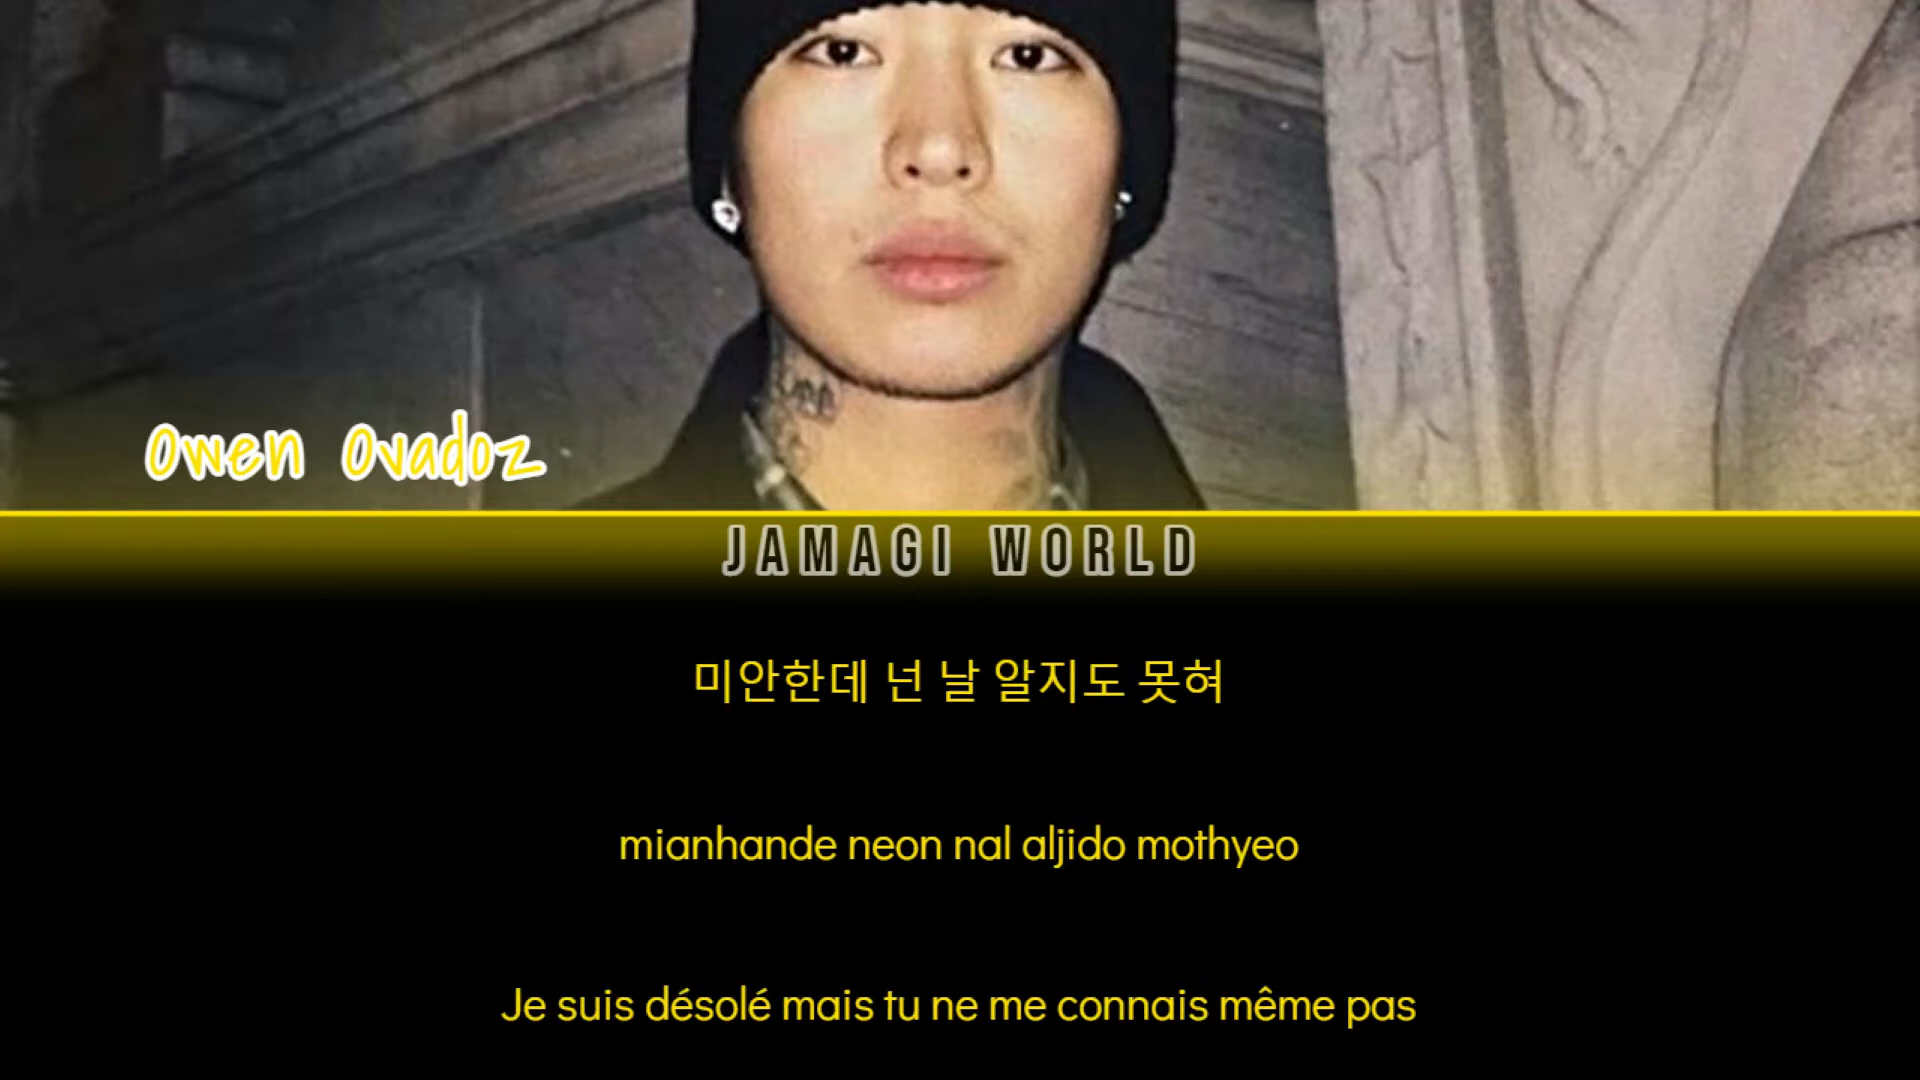 Owen Ovadoz
JAMAGI WORLD
미안한데 넌 날 알지도 못혀
mianhande neon nal aljido mothyeo
Je suis désolé mais tu ne me connais même pas